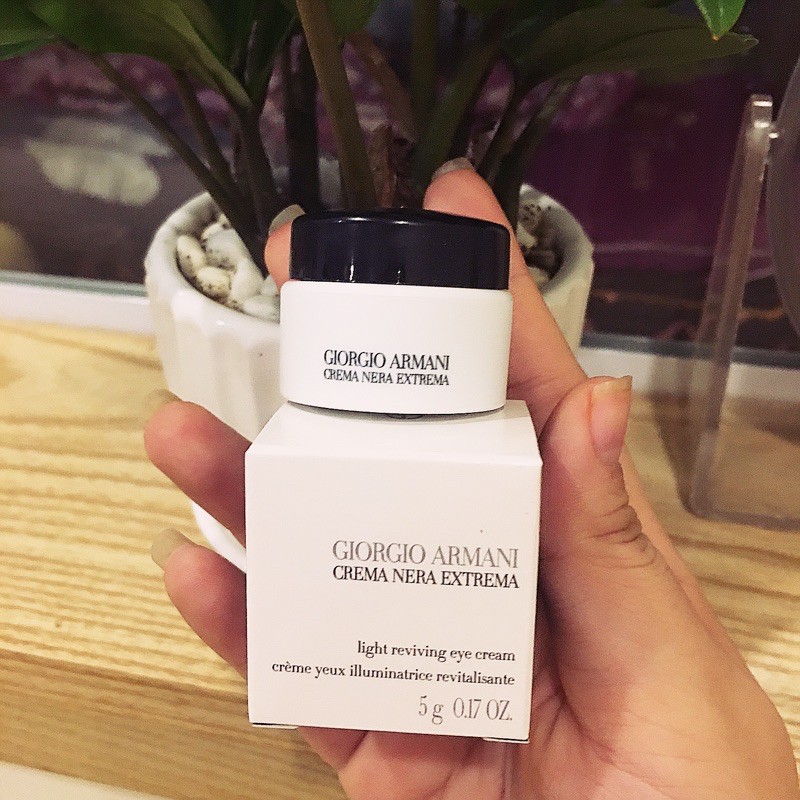 GIORGIO ARMANI
CREMA NERA EXTREMA
GIORGIO ARMANI
CREMA NERA EXTREMA
light reviving eye cream
crème yeux illuminatrice revitalisante
5 g 0.17 OZ.